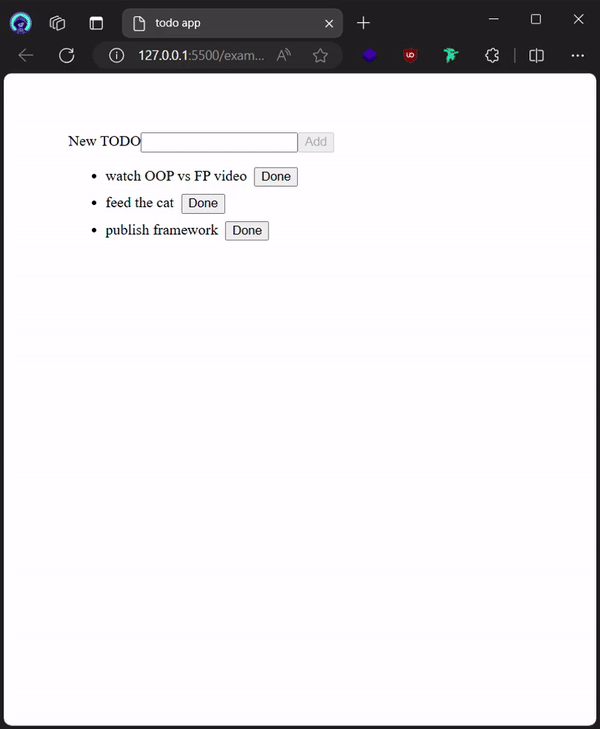 todo app
127.0.0.1:5500/exam...
New TODO Add
watch OOP vs FP video Done
feed the cat Done
publish framework Done